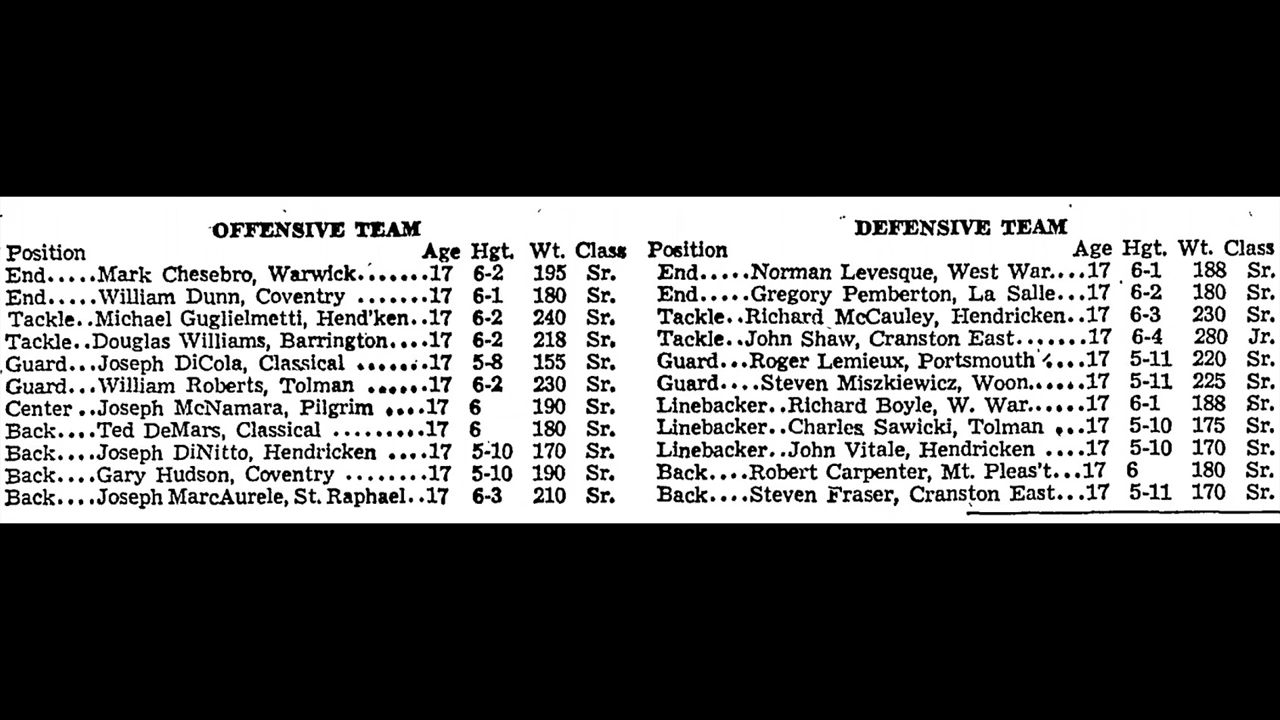 OFFENSIVE TEAM
Position Age Hgt. Wt. Class
End.....Mark Chesebro, Warwick........17 6-2 195 Sr.
End.....William Dunn, Coventry .......17 6-1 180 Sr.
Tackle..Michael Guglielmetti, Hend'ken..17 6-2 240 Sr.
Tackle..Douglas Williams, Barrington....17 6-2 218 Sr.
Guard...Joseph DiCola, Classical .......17 5-8 155 Sr.
Guard....William Roberts, Tolman ......17 6-2 230 Sr.
Center ..Joseph McNamara, Pilgrim ....17 6 190 Sr.
Back....Ted DeMars, Classical .........17 6 180 Sr.
Back....Joseph DiNitto, Hendricken ....17 5-10 170 Sr.
Back....Gary Hudson, Coventry ........17 5-10 190 Sr.
Back....Joseph MarcAurele, St. Raphael..17 6-3 210 Sr.
DEFENSIVE TEAM
Position Age Hgt. Wt. Class
End.....Norman Levesque, West War....17 6-1 188 Sr.
End.....Gregory Pemberton, La Salle...17 6-2 180 Sr.
Tackle..Richard McCauley, Hendricken..17 6-3 230 Sr.
Tackle..John Shaw, Cranston East.......17 6-4 280 Jr.
Guard...Roger Lemieux, Portsmouth ....17 5-11 220 Sr.
Guard....Steven Miszkiewicz, Woon......17 5-11 225 Sr.
Linebacker..Richard Boyle, W. War......17 6-1 188 Sr.
Linebacker..Charles Sawicki, Tolman ....17 5-10 175 Sr.
Linebacker..John Vitale, Hendricken ....17 5-10 170 Sr.
Back....Robert Carpenter, Mt. Pleas't...17 6 180 Sr.
Back....Steven Fraser, Cranston East...17 5-11 170 Sr.